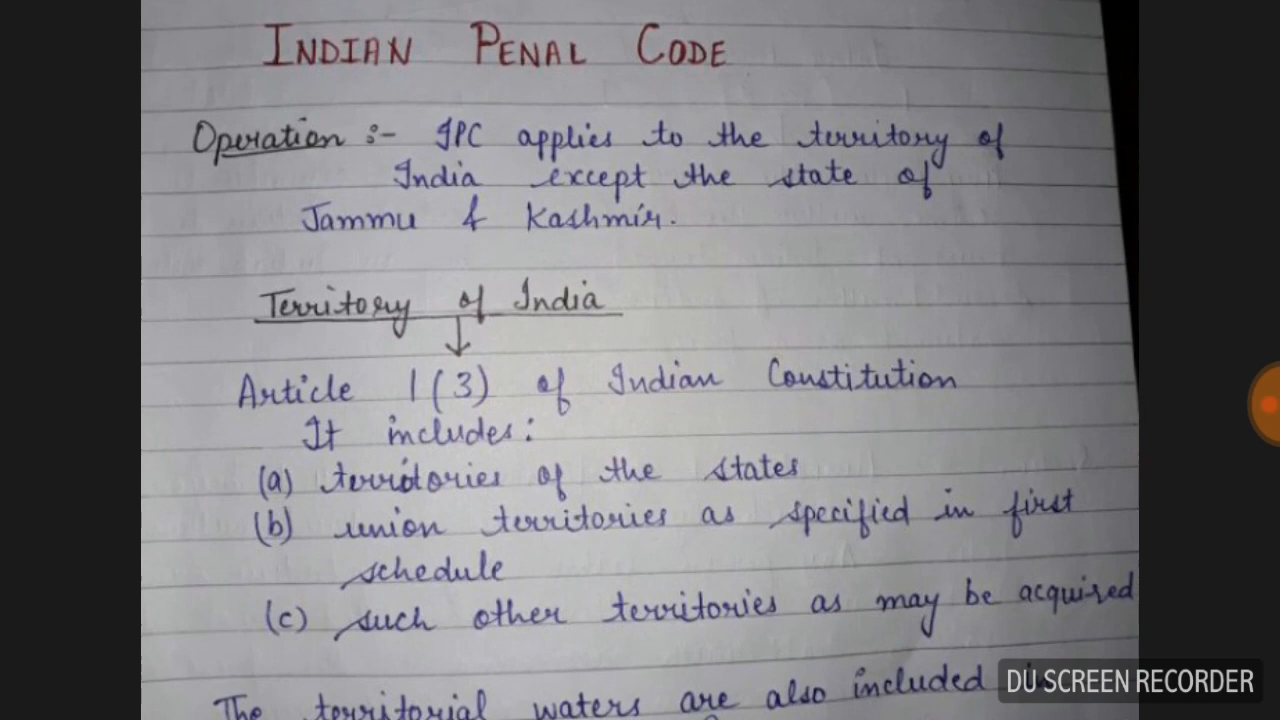 INDIAN PENAL CODE
Operation :- IPC applies to the territory of
India except the state of
Jammu & Kashmir.
Territory of India
Article 1(3) of Indian Constitution
It includes:
(a) territories of the states
(b) union territories as specified in first
schedule
(c) such other territories as may be acquired
The territorial waters are also included in
DU SCREEN RECORDER